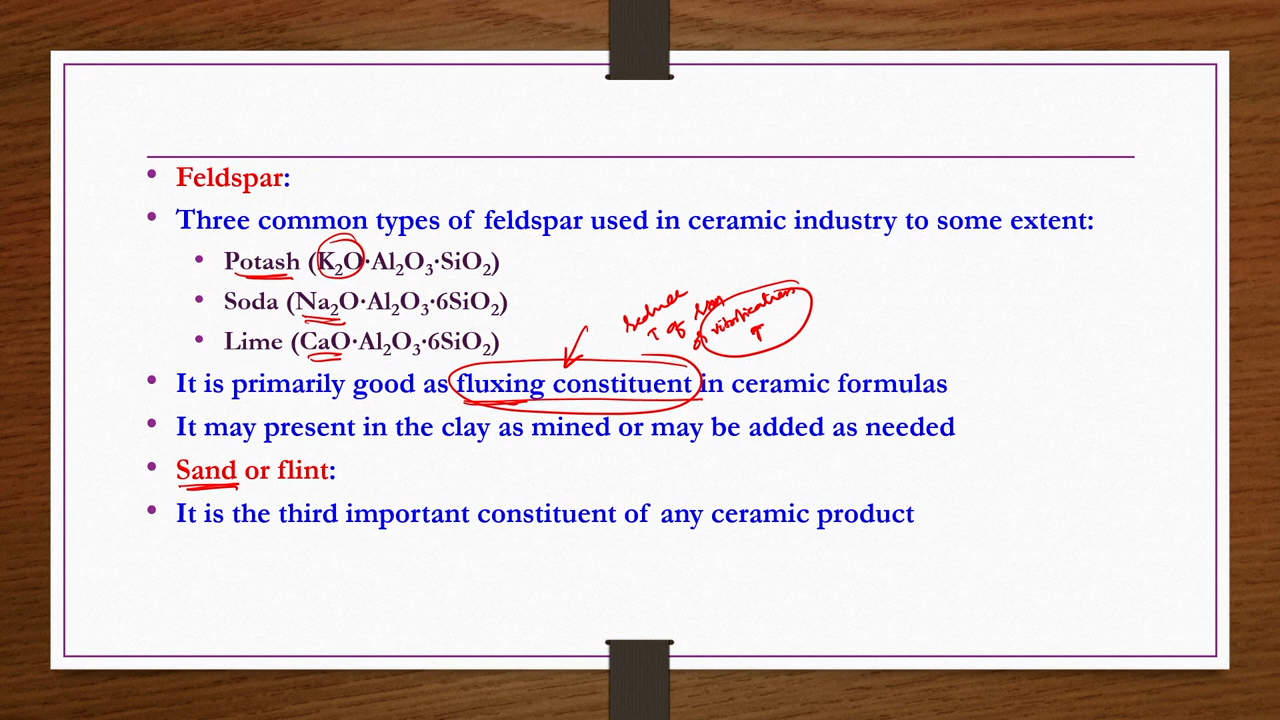 • Feldspar:
• Three common types of feldspar used in ceramic industry to some extent:
• Potash (K₂O·Al₂O₃·SiO₂)
• Soda (Na₂O·Al₂O₃·6SiO₂)
• Lime (CaO·Al₂O₃·6SiO₂)
reduce
T of
vitrification
T
• It is primarily good as fluxing constituent in ceramic formulas
• It may present in the clay as mined or may be added as needed
• Sand or flint:
• It is the third important constituent of any ceramic product